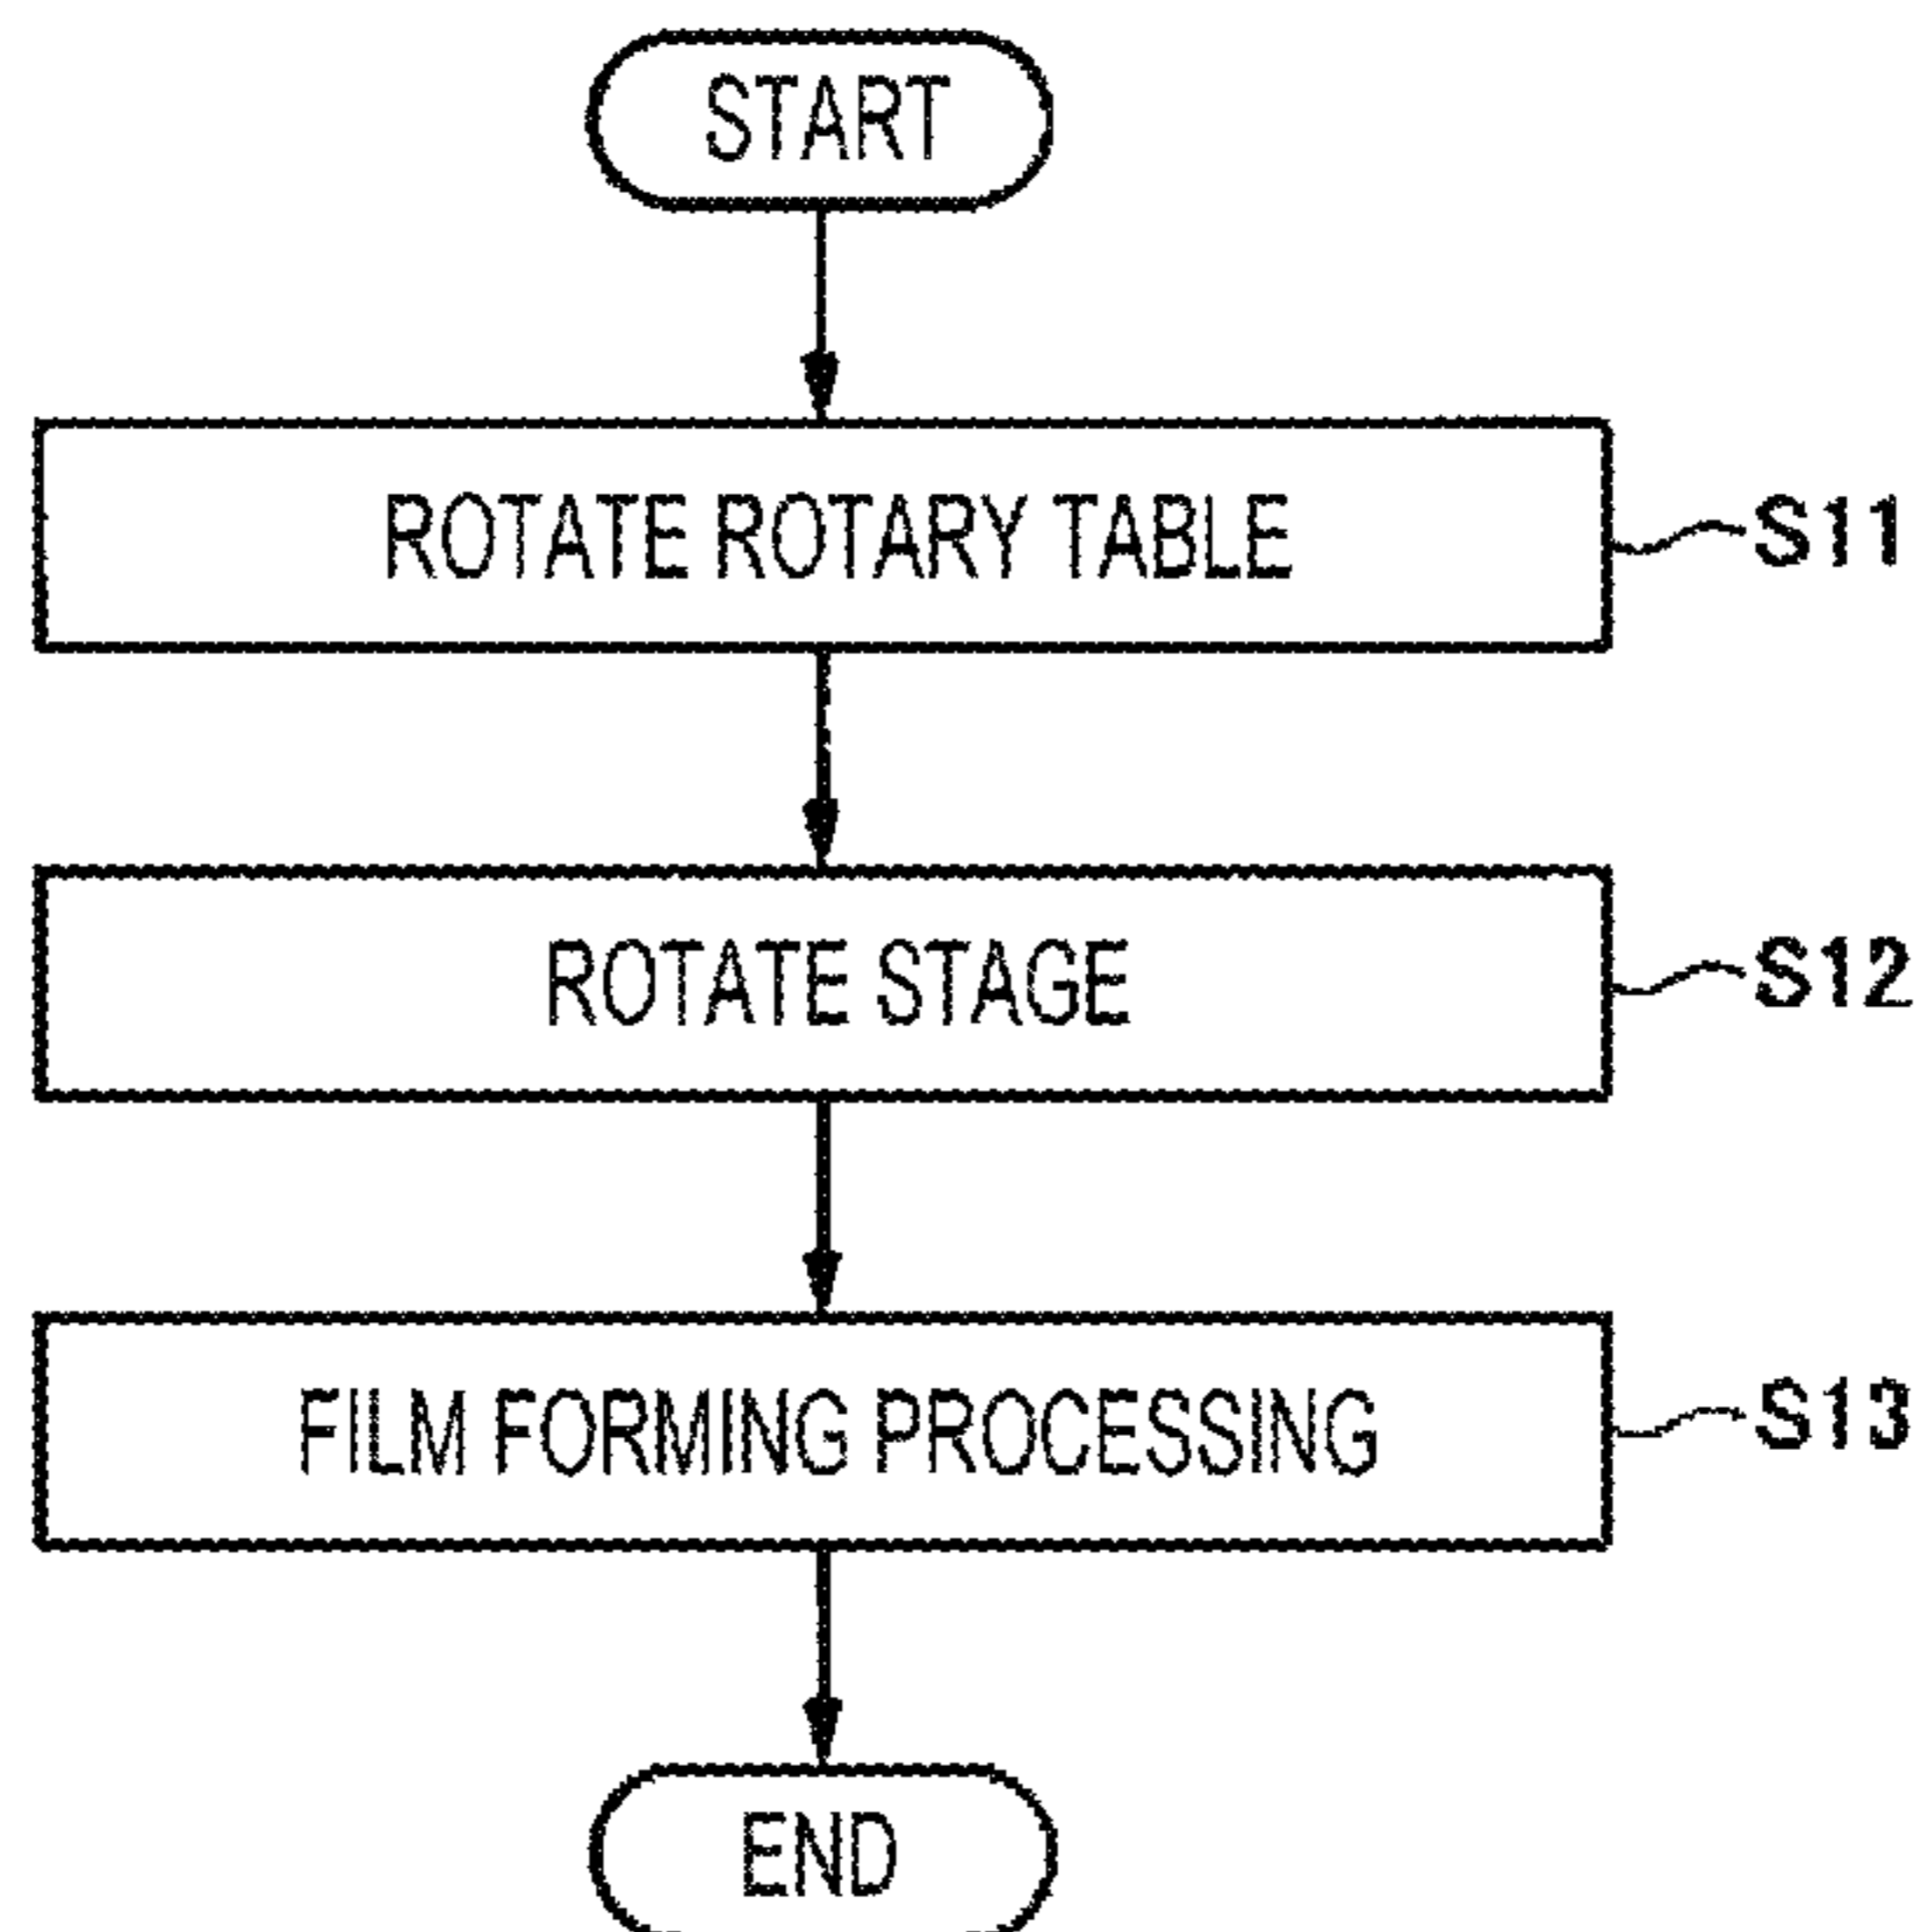 START
ROTATE ROTARY TABLE
S11
ROTATE STAGE
S12
FILM FORMING PROCESSING
S13
END